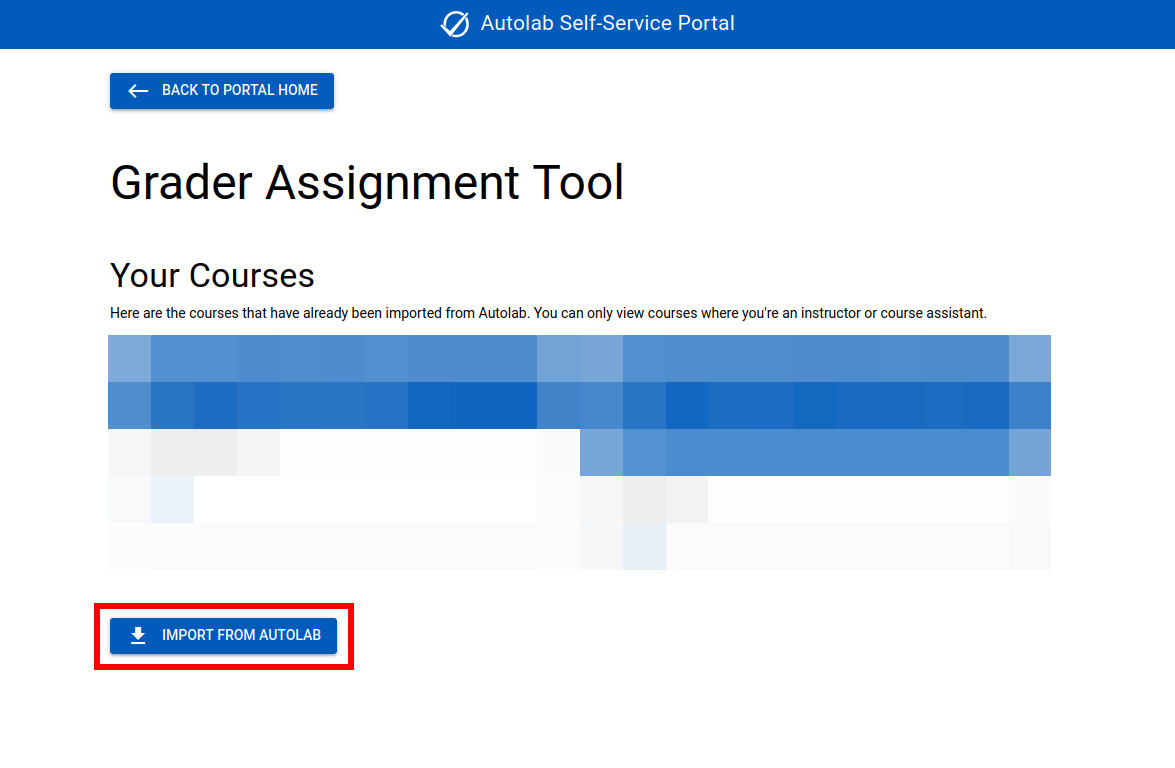 Autolab Self-Service Portal
BACK TO PORTAL HOME
Grader Assignment Tool
Your Courses
Here are the courses that have already been imported from Autolab. You can only view courses where you're an instructor or course assistant.
IMPORT FROM AUTOLAB